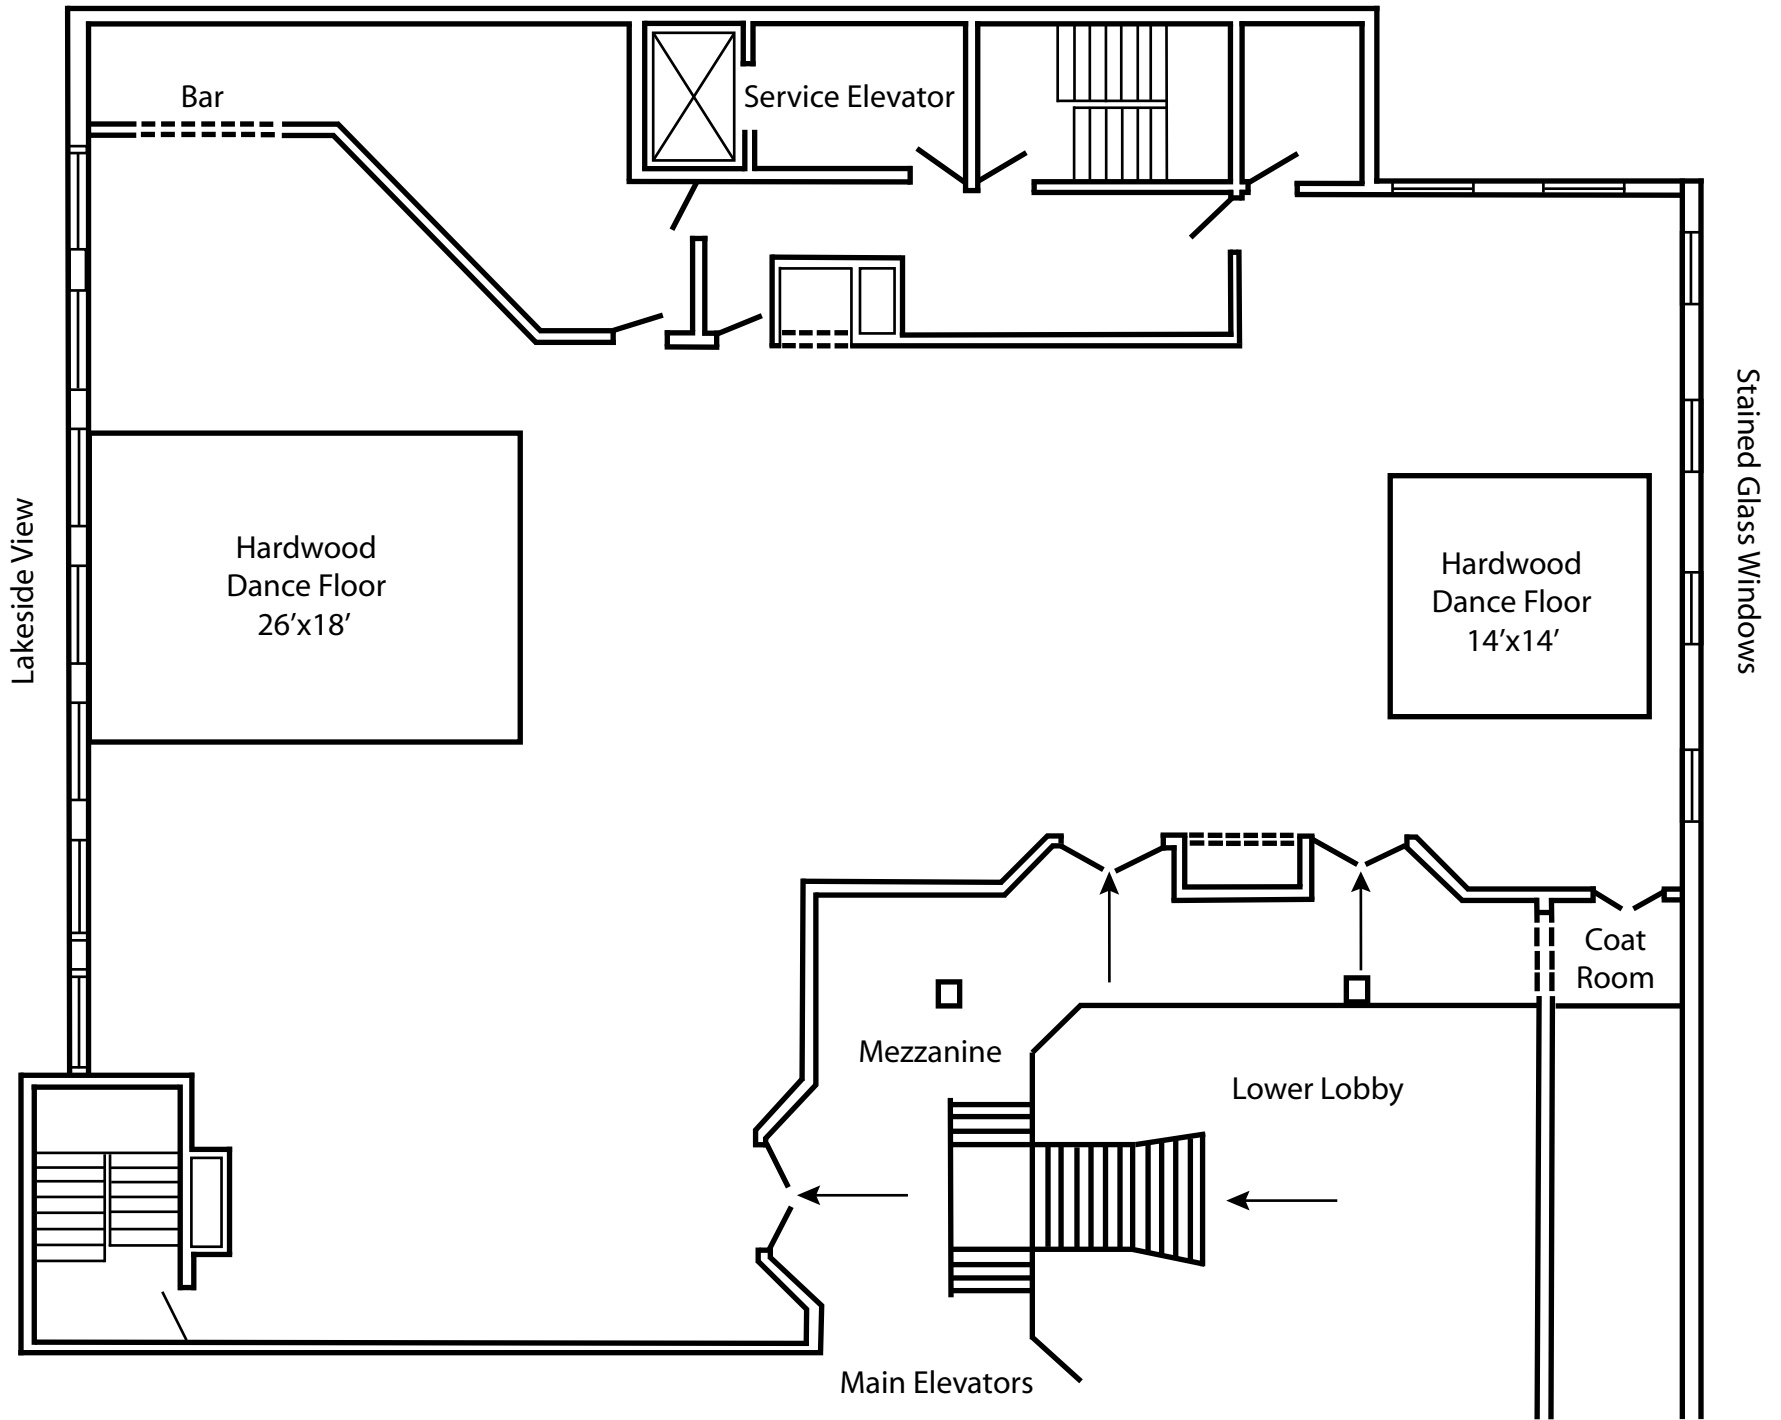 Bar
Service Elevator
Lakeside View
Hardwood
Dance Floor
26’x18’
Hardwood
Dance Floor
14’x14’
Stained Glass Windows
Coat
Room
Mezzanine
Lower Lobby
Main Elevators